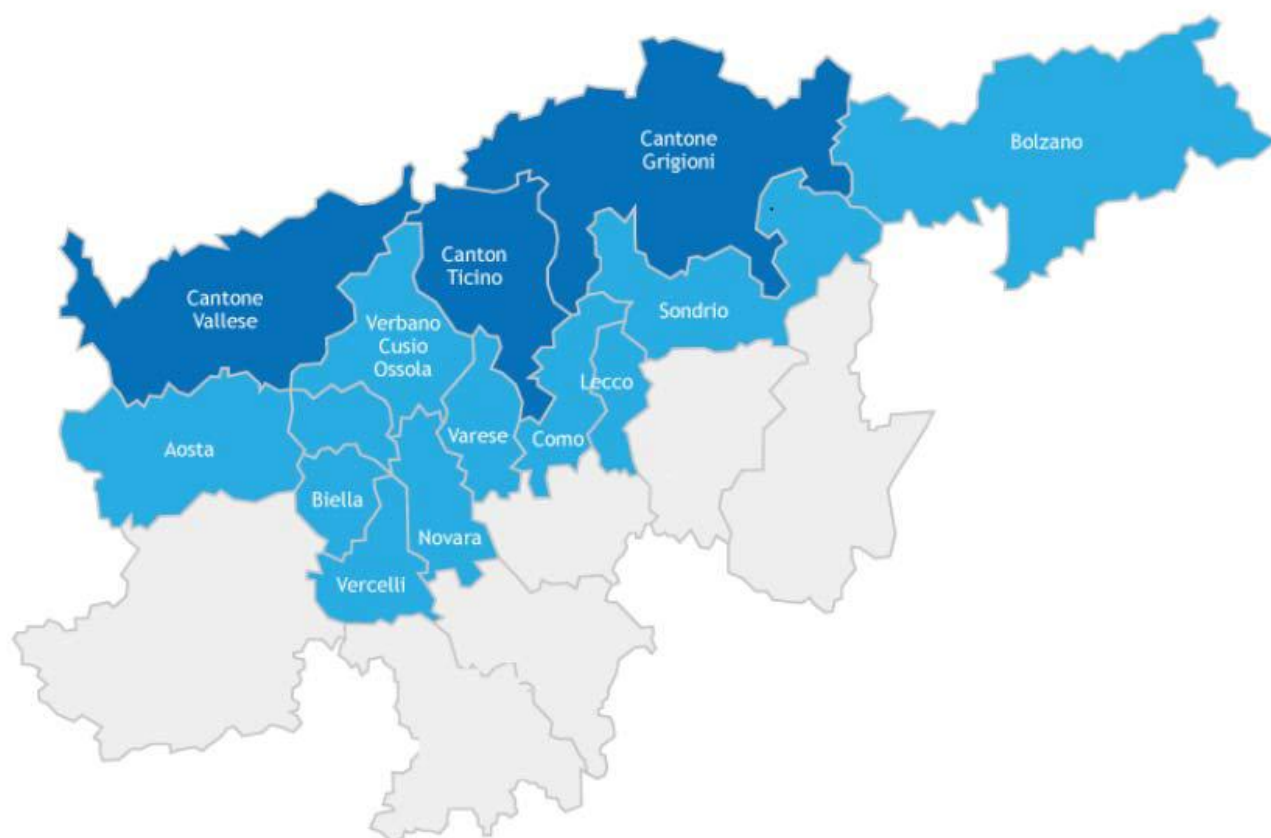 Cantone
Grigioni
Bolzano
Canton
Ticino
Cantone
Vallese
Sondrio
Verbano
Cusio
Ossola
Lecco
Aosta
Varese
Como
Biella
Novara
Vercelli